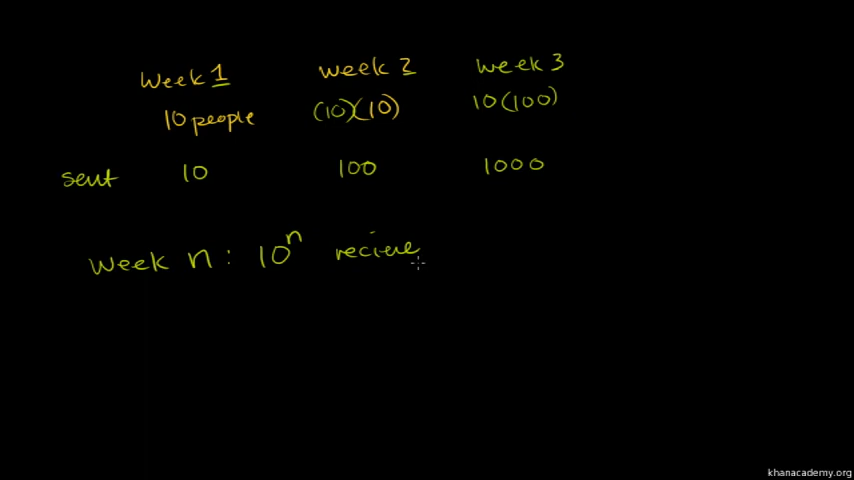 Week 1 week 2 week 3
10 people (10)(10) 10(100)
sent 10 100 1000
Week n: 10^n recieve
khanacademy.org